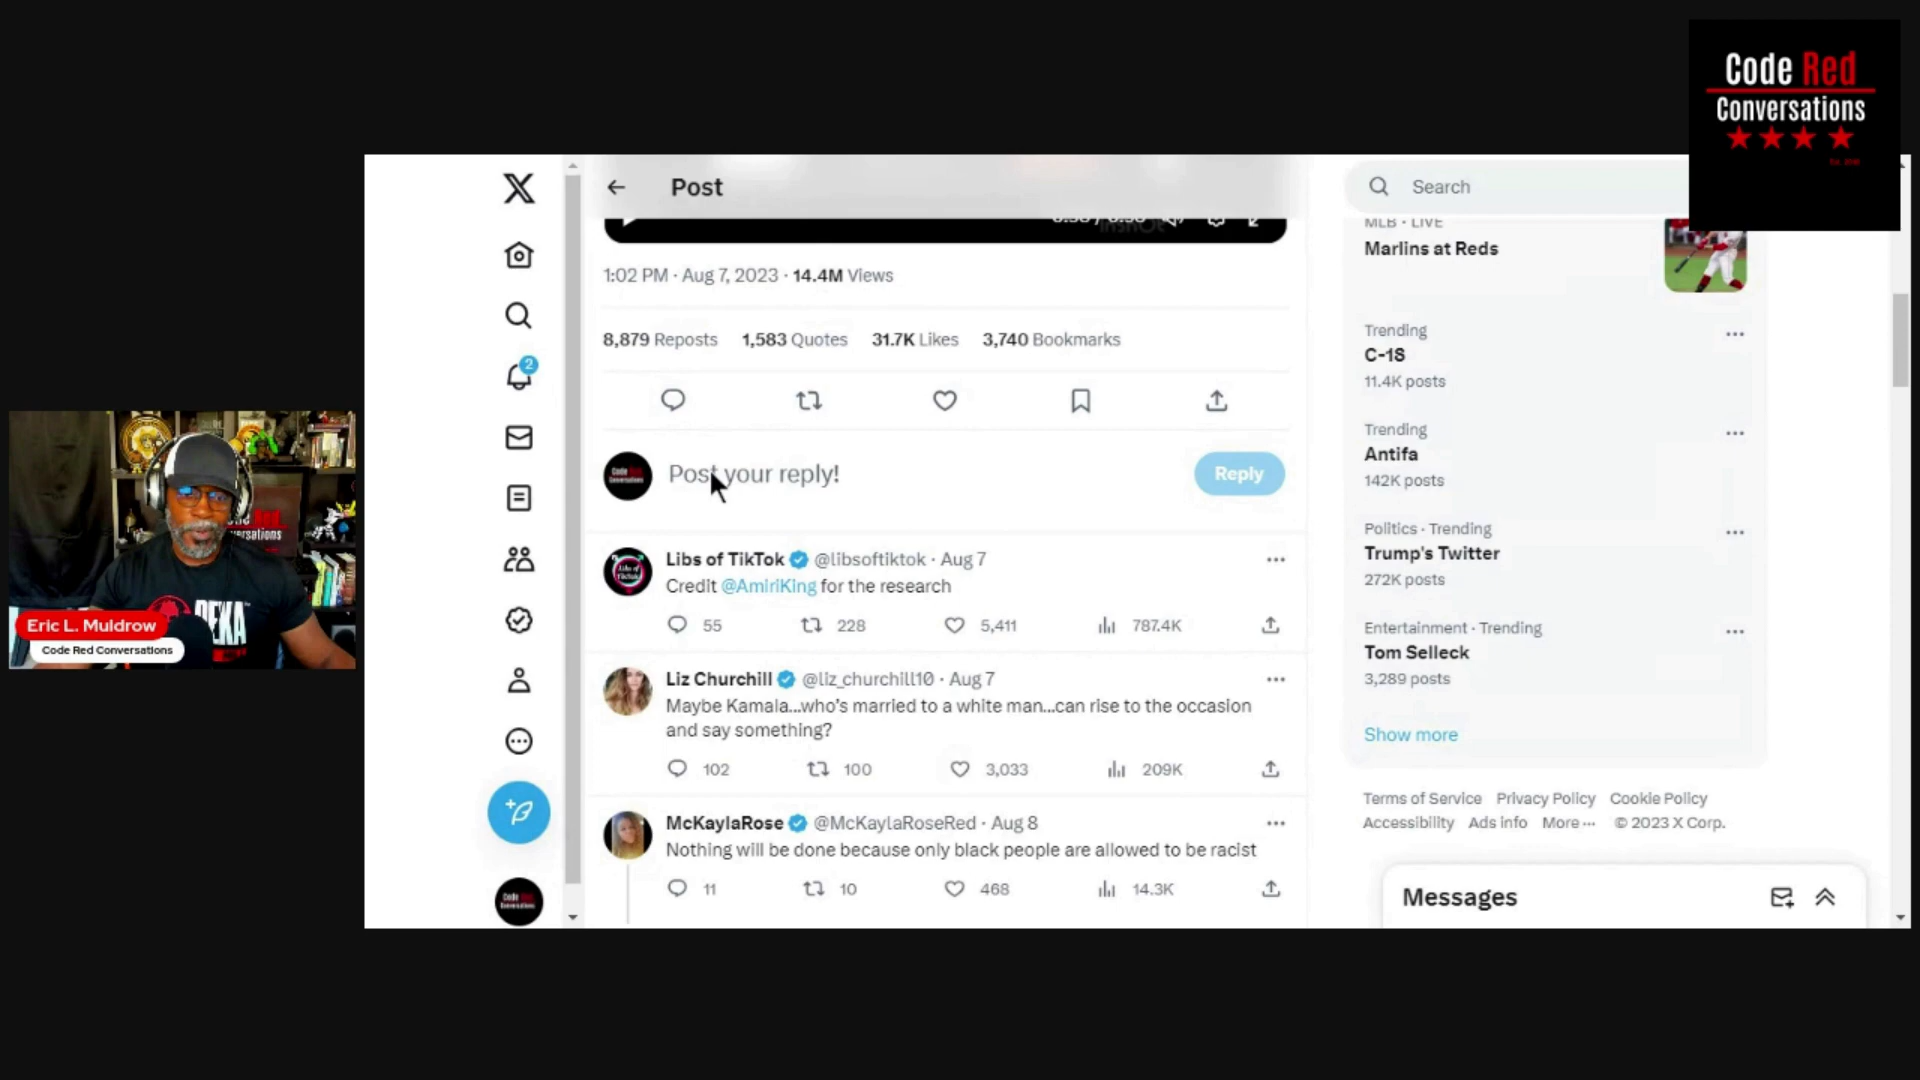 Code Red
Conversations
Post
Search
1:02 PM · Aug 7, 2023 · 14.4M Views
8,879 Reposts 1,583 Quotes 31.7K Likes 3,740 Bookmarks
2
Post your reply!
Reply
Libs of TikTok @libsoftiktok · Aug 7
Credit @AmiriKing for the research
55 228 5,411 787.4K
Liz Churchill @liz_churchill10 · Aug 7
Maybe Kamala...who's married to a white man...can rise to the occasion
and say something?
102 100 3,033 209K
McKaylaRose @McKaylaRoseRed · Aug 8
Nothing will be done because only black people are allowed to be racist
11 10 468 14.3K
MLB · LIVE
Marlins at Reds
Trending
C-18
11.4K posts
Trending
Antifa
142K posts
Politics · Trending
Trump's Twitter
272K posts
Entertainment · Trending
Tom Selleck
3,289 posts
Show more
Terms of Service Privacy Policy Cookie Policy
Accessibility Ads info More ··· © 2023 X Corp.
Messages
Eric L. Muldrow
Code Red Conversations